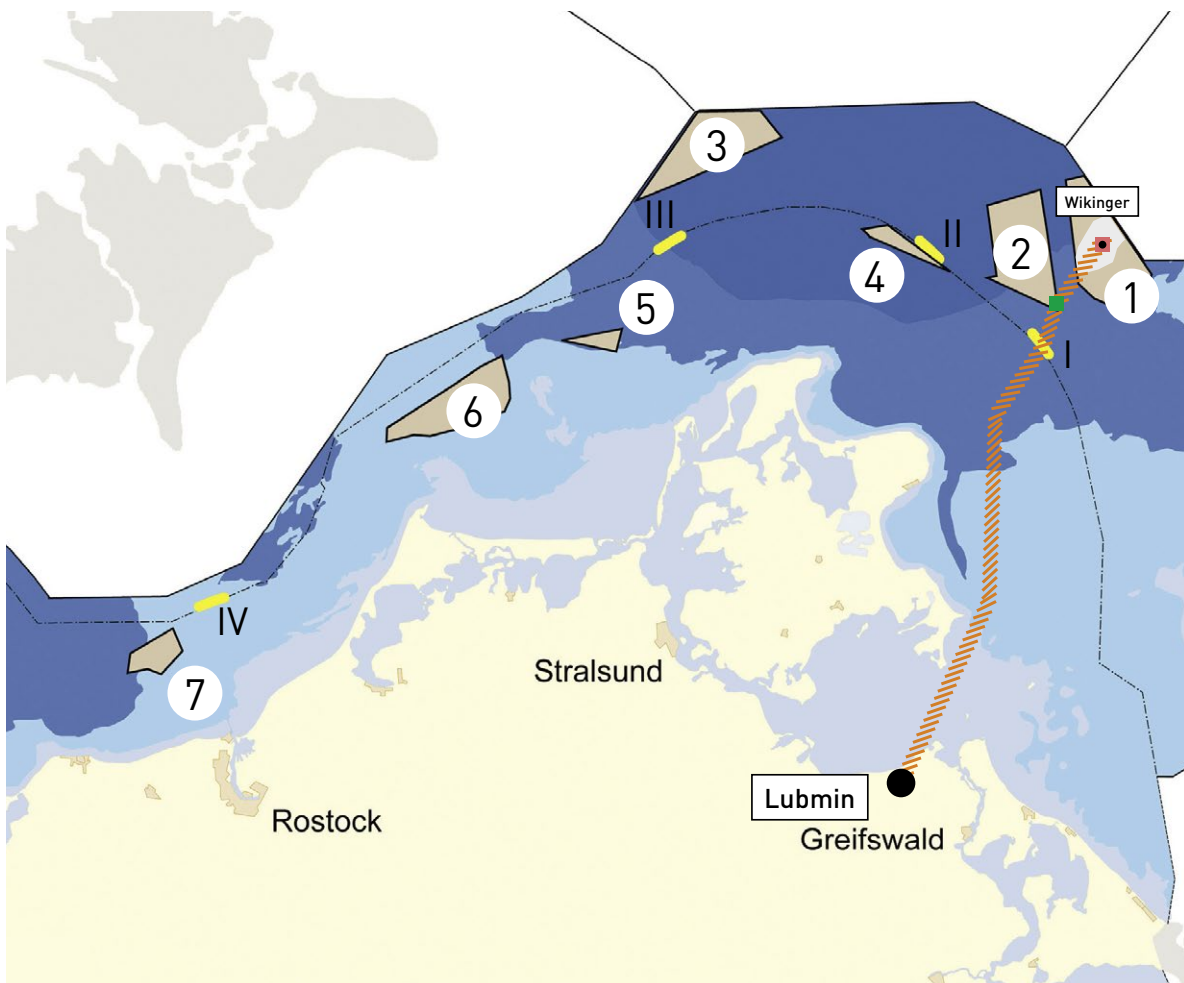 3
Wikinger
III
II
2
4
1
5
I
6
IV
Stralsund
7
Lubmin
Rostock
Greifswald